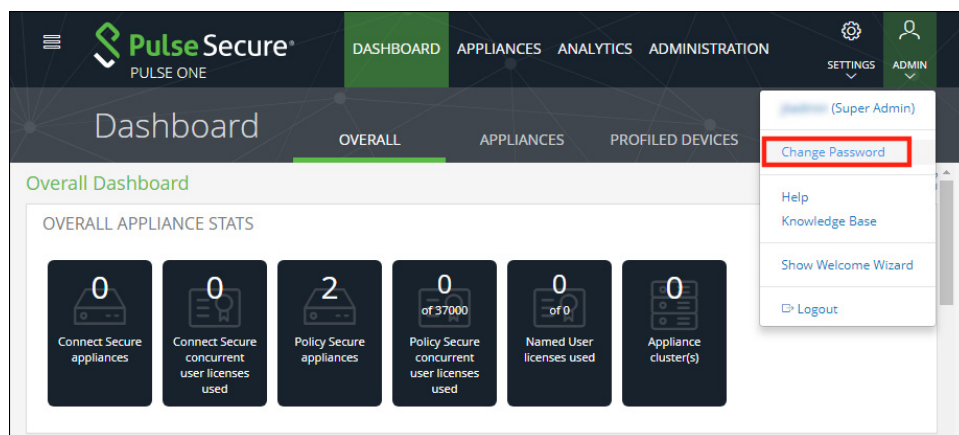 Pulse Secure®
PULSE ONE
DASHBOARD APPLIANCES ANALYTICS ADMINISTRATION
SETTINGS
ADMIN
Dashboard
OVERALL APPLIANCES PROFILED DEVICES
(Super Admin)
Change Password
Help
Knowledge Base
Show Welcome Wizard
Logout
Overall Dashboard
OVERALL APPLIANCE STATS
0
Connect Secure
appliances
0
Connect Secure
concurrent
user licenses
used
2
Policy Secure
appliances
0
of 37000
Policy Secure
concurrent
user licenses
used
0
of 0
Named User
licenses used
0
Appliance
cluster(s)